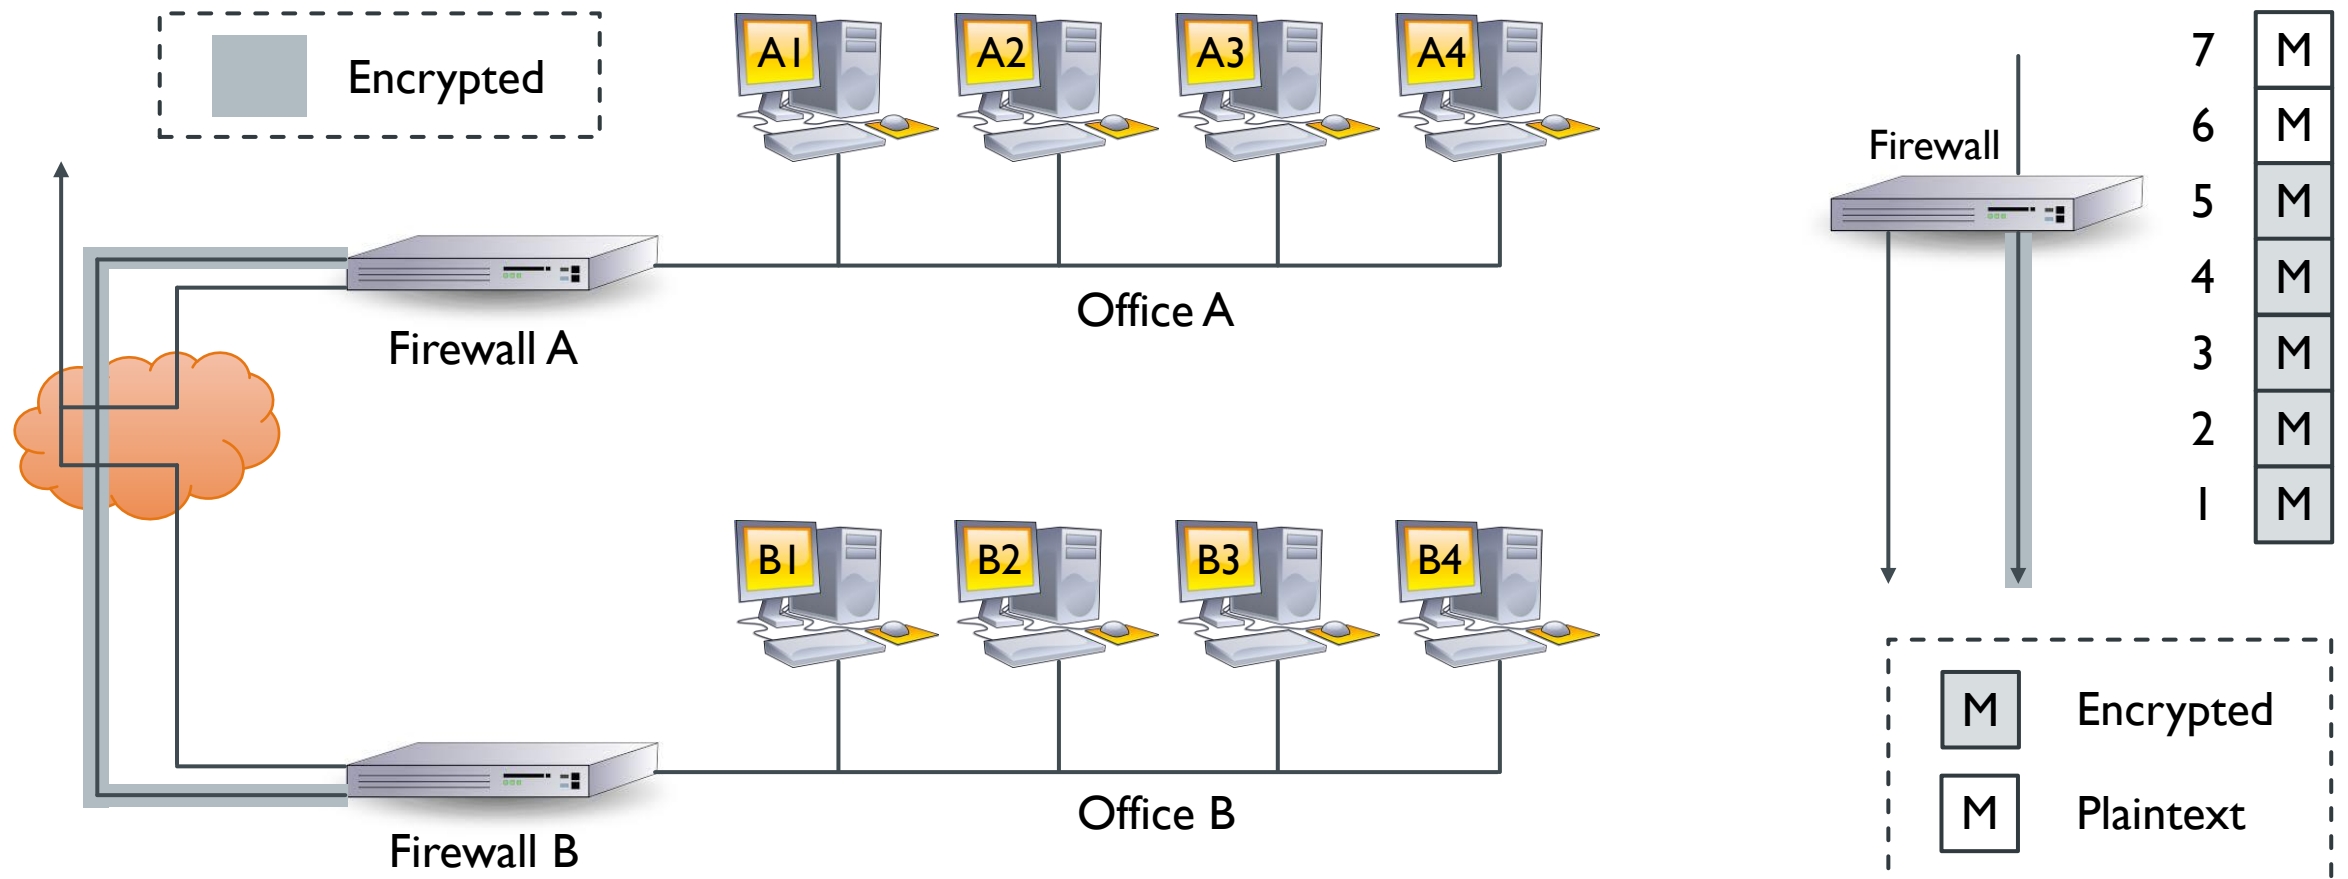 Encrypted
A1
A2
A3
A4
Office A
Firewall A
B1
B2
B3
B4
Office B
Firewall B
Firewall
7 M
6 M
5 M
4 M
3 M
2 M
1 M
M Encrypted
M Plaintext